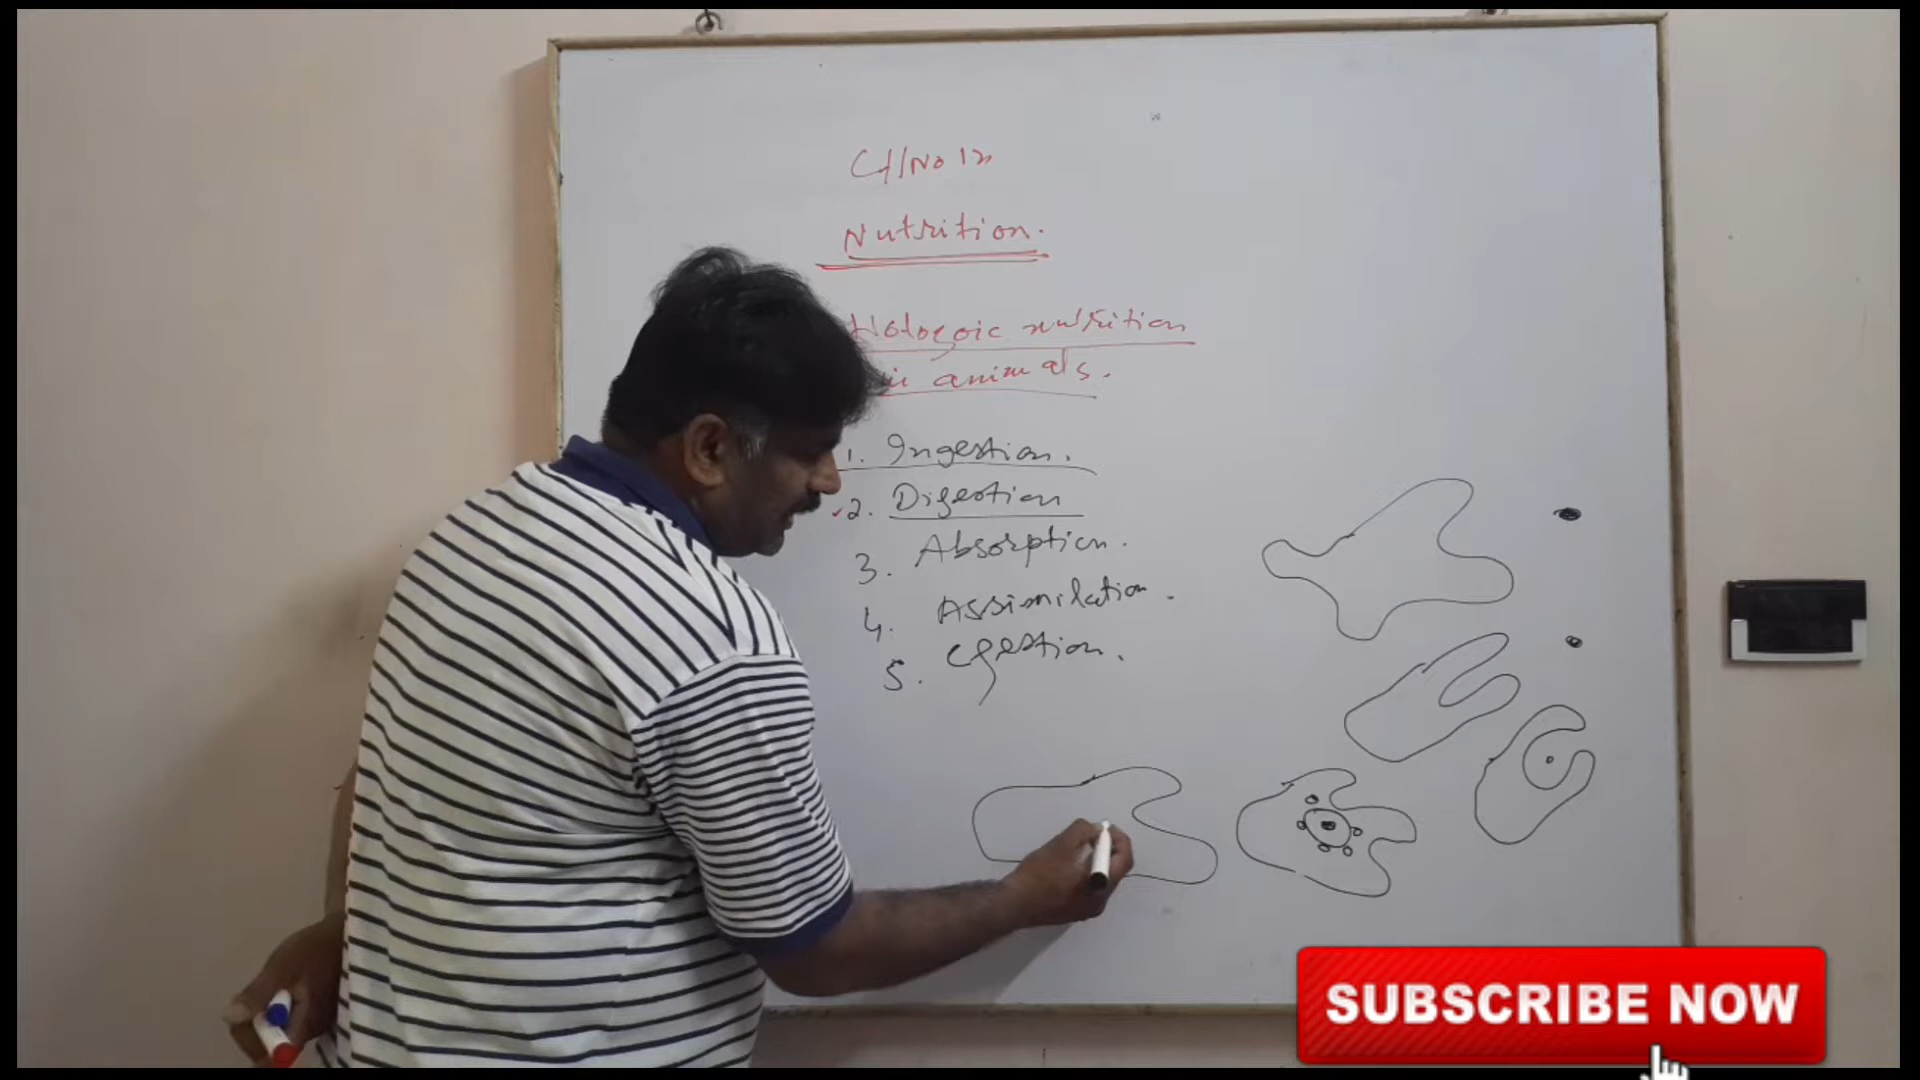 CH/No 12
Nutrition.
Holozoic nutrition
in animals.
1. Ingestion.
2. Digestion
3. Absorption.
4. Assimilation.
5. Egestion.
SUBSCRIBE NOW